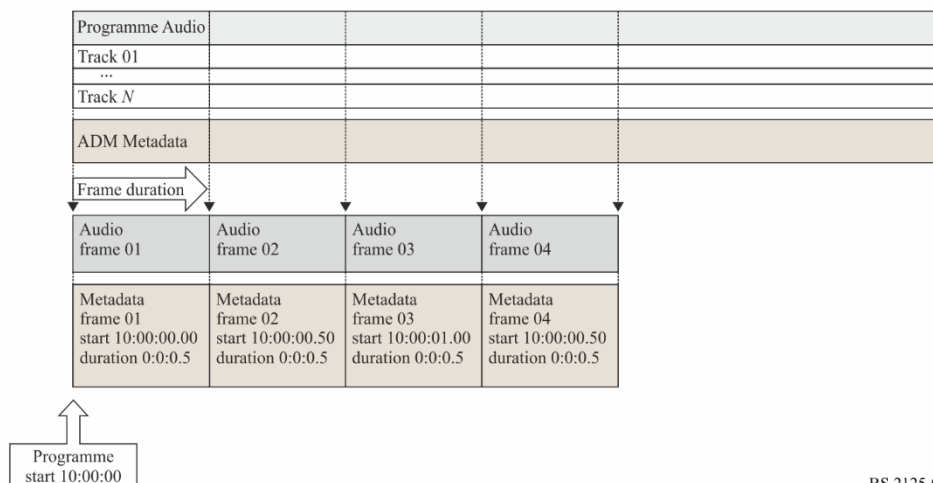 Programme Audio
Track 01
...
Track N
ADM Metadata
Frame duration
Audio
frame 01
Audio
frame 02
Audio
frame 03
Audio
frame 04
Metadata
frame 01
start 10:00:00.00
duration 0:0:0.5
Metadata
frame 02
start 10:00:00.50
duration 0:0:0.5
Metadata
frame 03
start 10:00:01.00
duration 0:0:0.5
Metadata
frame 04
start 10:00:00.50
duration 0:0:0.5
Programme
start 10:00:00
BS.2125